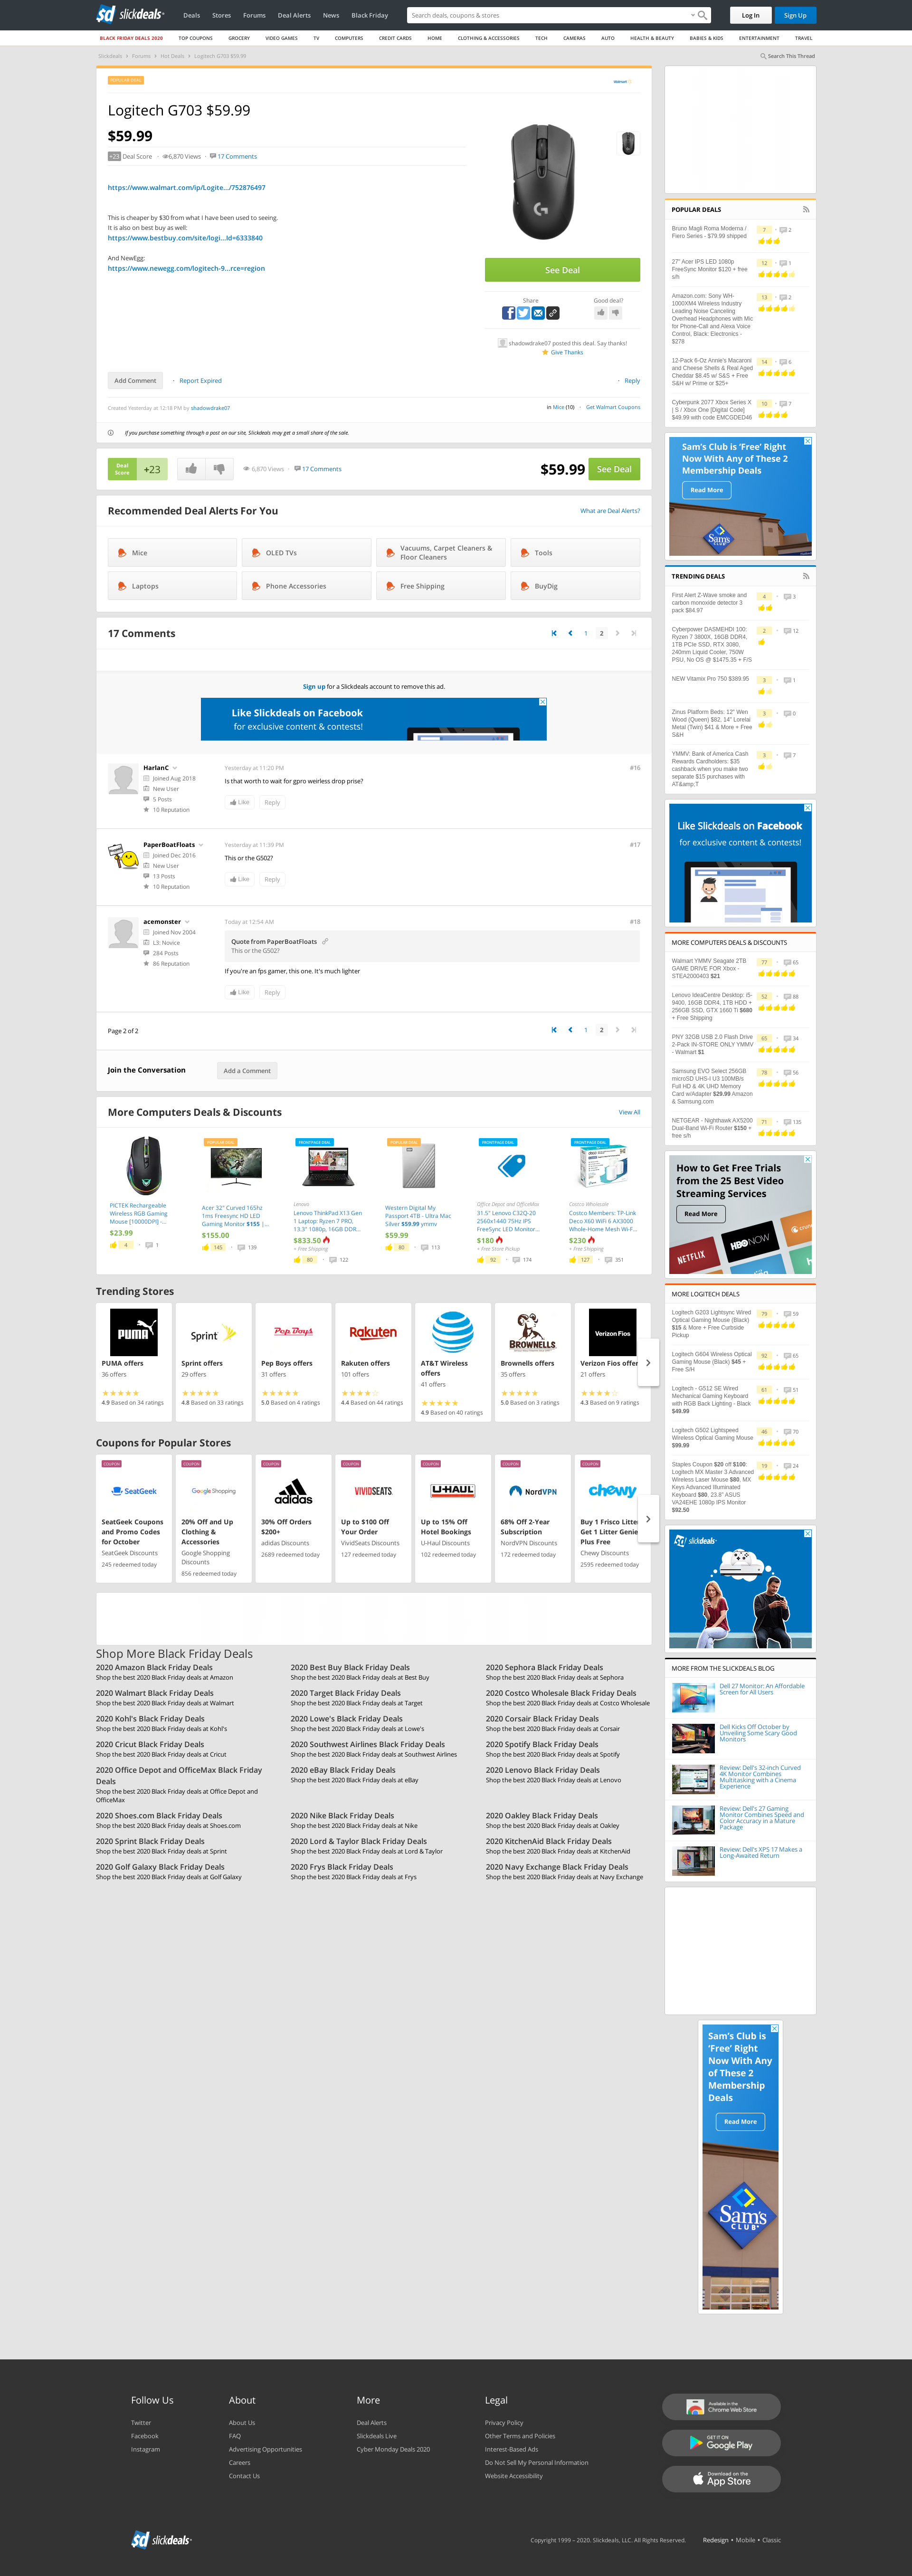 slickdeals
Deals
Stores
Forums
Deal Alerts
News
Black Friday
Search deals, coupons & stores
Log In
Sign Up
BLACK FRIDAY DEALS 2020
TOP COUPONS
GROCERY
VIDEO GAMES
TV
COMPUTERS
CREDIT CARDS
HOME
CLOTHING & ACCESSORIES
TECH
CAMERAS
AUTO
HEALTH & BEAUTY
BABIES & KIDS
ENTERTAINMENT
TRAVEL
Slickdeals
Forums
Hot Deals
Logitech G703 $59.99
Search This Thread
POPULAR DEAL
Walmart
Logitech G703 $59.99
$59.99
+23 Deal Score
6,870 Views
17 Comments
https://www.walmart.com/ip/Logite.../752876497
This is cheaper by $30 from what I have been used to seeing.
It is also on best buy as well:
https://www.bestbuy.com/site/logi...Id=6333840
And NewEgg:
https://www.newegg.com/logitech-9...rce=region
See Deal
Share
Good deal?
shadowdrake07 posted this deal. Say thanks!
Give Thanks
Add Comment
Report Expired
Reply
Created Yesterday at 12:18 PM by shadowdrake07
in Mice (10)
Get Walmart Coupons
If you purchase something through a post on our site, Slickdeals may get a small share of the sale.
Deal Score
+23
6,870 Views
17 Comments
$59.99
See Deal
Recommended Deal Alerts For You
What are Deal Alerts?
Mice
OLED TVs
Vacuums, Carpet Cleaners & Floor Cleaners
Tools
Laptops
Phone Accessories
Free Shipping
BuyDig
17 Comments
1
2
Sign up for a Slickdeals account to remove this ad.
Like Slickdeals on Facebook
for exclusive content & contests!
HarlanC
Joined Aug 2018
New User
5 Posts
10 Reputation
Yesterday at 11:20 PM
#16
Is that worth to wait for gpro weirless drop prise?
Like
Reply
PaperBoatFloats
Joined Dec 2016
New User
13 Posts
10 Reputation
Yesterday at 11:39 PM
#17
This or the G502?
Like
Reply
acemonster
Joined Nov 2004
L3: Novice
284 Posts
86 Reputation
Today at 12:54 AM
#18
Quote from PaperBoatFloats
This or the G502?
If you're an fps gamer, this one. It's much lighter
Like
Reply
Page 2 of 2
1
2
Join the Conversation
Add a Comment
More Computers Deals & Discounts
View All
PICTEK Rechargeable
Wireless RGB Gaming
Mouse [10000DPI] -...
$23.99
4
1
POPULAR DEAL
Acer 32" Curved 165hz
1ms Freesync HD LED
Gaming Monitor $155 |...
$155.00
145
139
FRONTPAGE DEAL
Lenovo
Lenovo ThinkPad X13 Gen
1 Laptop: Ryzen 7 PRO,
13.3" 1080p, 16GB DDR...
$833.50
+ Free Shipping
80
122
POPULAR DEAL
Western Digital My
Passport 4TB - Ultra Mac
Silver $59.99 ymmv
$59.99
80
113
FRONTPAGE DEAL
Office Depot and OfficeMax
31.5" Lenovo C32Q-20
2560x1440 75Hz IPS
FreeSync LED Monitor...
$180
+ Free Store Pickup
92
174
FRONTPAGE DEAL
Costco Wholesale
Costco Members: TP-Link
Deco X60 WiFi 6 AX3000
Whole-Home Mesh Wi-F...
$230
+ Free Shipping
127
351
Trending Stores
PUMA
PUMA offers
36 offers
4.9 Based on 34 ratings
Sprint
Sprint offers
29 offers
4.8 Based on 33 ratings
Pep Boys
Pep Boys offers
31 offers
5.0 Based on 4 ratings
Rakuten
Rakuten offers
101 offers
4.4 Based on 44 ratings
AT&T Wireless offers
41 offers
4.9 Based on 40 ratings
BROWNELLS
Brownells offers
35 offers
5.0 Based on 3 ratings
Verizon Fios
Verizon Fios offer
21 offers
4.3 Based on 9 ratings
Coupons for Popular Stores
COUPON
SeatGeek
SeatGeek Coupons and Promo Codes for October
SeatGeek Discounts
245 redeemed today
COUPON
Google Shopping
20% Off and Up Clothing & Accessories
Google Shopping Discounts
856 redeemed today
COUPON
adidas
30% Off Orders $200+
adidas Discounts
2689 redeemed today
COUPON
VIVIDSEATS
Up to $100 Off Your Order
VividSeats Discounts
127 redeemed today
COUPON
U-HAUL
Up to 15% Off Hotel Bookings
U-Haul Discounts
102 redeemed today
COUPON
NordVPN
68% Off 2-Year Subscription
NordVPN Discounts
172 redeemed today
COUPON
chewy
Buy 1 Frisco Litter Get 1 Litter Genie Plus Free
Chewy Discounts
2595 redeemed today
Shop More Black Friday Deals
2020 Amazon Black Friday Deals
Shop the best 2020 Black Friday deals at Amazon
2020 Best Buy Black Friday Deals
Shop the best 2020 Black Friday deals at Best Buy
2020 Sephora Black Friday Deals
Shop the best 2020 Black Friday deals at Sephora
2020 Walmart Black Friday Deals
Shop the best 2020 Black Friday deals at Walmart
2020 Target Black Friday Deals
Shop the best 2020 Black Friday deals at Target
2020 Costco Wholesale Black Friday Deals
Shop the best 2020 Black Friday deals at Costco Wholesale
2020 Kohl's Black Friday Deals
Shop the best 2020 Black Friday deals at Kohl's
2020 Lowe's Black Friday Deals
Shop the best 2020 Black Friday deals at Lowe's
2020 Corsair Black Friday Deals
Shop the best 2020 Black Friday deals at Corsair
2020 Cricut Black Friday Deals
Shop the best 2020 Black Friday deals at Cricut
2020 Southwest Airlines Black Friday Deals
Shop the best 2020 Black Friday deals at Southwest Airlines
2020 Spotify Black Friday Deals
Shop the best 2020 Black Friday deals at Spotify
2020 Office Depot and OfficeMax Black Friday Deals
Shop the best 2020 Black Friday deals at Office Depot and OfficeMax
2020 eBay Black Friday Deals
Shop the best 2020 Black Friday deals at eBay
2020 Lenovo Black Friday Deals
Shop the best 2020 Black Friday deals at Lenovo
2020 Shoes.com Black Friday Deals
Shop the best 2020 Black Friday deals at Shoes.com
2020 Nike Black Friday Deals
Shop the best 2020 Black Friday deals at Nike
2020 Oakley Black Friday Deals
Shop the best 2020 Black Friday deals at Oakley
2020 Sprint Black Friday Deals
Shop the best 2020 Black Friday deals at Sprint
2020 Lord & Taylor Black Friday Deals
Shop the best 2020 Black Friday deals at Lord & Taylor
2020 KitchenAid Black Friday Deals
Shop the best 2020 Black Friday deals at KitchenAid
2020 Golf Galaxy Black Friday Deals
Shop the best 2020 Black Friday deals at Golf Galaxy
2020 Frys Black Friday Deals
Shop the best 2020 Black Friday deals at Frys
2020 Navy Exchange Black Friday Deals
Shop the best 2020 Black Friday deals at Navy Exchange
POPULAR DEALS
Bruno Magli Roma Moderna /
Fiero Series - $79.99 shipped
7
2
27" Acer IPS LED 1080p
FreeSync Monitor $120 + free
s/h
12
1
Amazon.com: Sony WH-
1000XM4 Wireless Industry
Leading Noise Canceling
Overhead Headphones with Mic
for Phone-Call and Alexa Voice
Control, Black: Electronics -
$278
13
2
12-Pack 6-Oz Annie's Macaroni
and Cheese Shells & Real Aged
Cheddar $8.45 w/ S&S + Free
S&H w/ Prime or $25+
14
6
Cyberpunk 2077 Xbox Series X
| S / Xbox One [Digital Code]
$49.99 with code EMCGDED46
10
7
Sam's Club is 'Free' Right
Now With Any of These 2
Membership Deals
Read More
Sam's
CLUB
TRENDING DEALS
First Alert Z-Wave smoke and
carbon monoxide detector 3
pack $84.97
4
3
Cyberpower DASMEHDI 100:
Ryzen 7 3800X, 16GB DDR4,
1TB PCIe SSD, RTX 3080,
240mm Liquid Cooler, 750W
PSU, No OS @ $1475.35 + F/S
2
12
NEW Vitamix Pro 750 $389.95
3
1
Zinus Platform Beds: 12" Wen
Wood (Queen) $82, 14" Lorelai
Metal (Twin) $41 & More + Free
S&H
3
0
YMMV: Bank of America Cash
Rewards Cardholders: $35
cashback when you make two
separate $15 purchases with
AT&amp;T
3
7
Like Slickdeals on Facebook
for exclusive content & contests!
MORE COMPUTERS DEALS & DISCOUNTS
Walmart YMMV Seagate 2TB
GAME DRIVE FOR Xbox -
STEA2000403 $21
77
65
Lenovo IdeaCentre Desktop: i5-
9400, 16GB DDR4, 1TB HDD +
256GB SSD, GTX 1660 Ti $680
+ Free Shipping
52
88
PNY 32GB USB 2.0 Flash Drive
2-Pack IN-STORE ONLY YMMV
- Walmart $1
65
34
Samsung EVO Select 256GB
microSD UHS-I U3 100MB/s
Full HD & 4K UHD Memory
Card w/Adapter $29.99 Amazon
& Samsung.com
78
56
NETGEAR - Nighthawk AX5200
Dual-Band Wi-Fi Router $150 +
free s/h
71
135
How to Get Free Trials
from the 25 Best Video
Streaming Services
Read More
NETFLIX
HBO NOW
MORE LOGITECH DEALS
Logitech G203 Lightsync Wired
Optical Gaming Mouse (Black)
$15 & More + Free Curbside
Pickup
79
59
Logitech G604 Wireless Optical
Gaming Mouse (Black) $45 +
Free S/H
92
65
Logitech - G512 SE Wired
Mechanical Gaming Keyboard
with RGB Back Lighting - Black
$49.99
61
51
Logitech G502 Lightspeed
Wireless Optical Gaming Mouse
$99.99
46
70
Staples Coupon $20 off $100:
Logitech MX Master 3 Advanced
Wireless Laser Mouse $80, MX
Keys Advanced Illuminated
Keyboard $80, 23.8" ASUS
VA24EHE 1080p IPS Monitor
$92.50
19
24
slickdeals
MORE FROM THE SLICKDEALS BLOG
Dell 27 Monitor: An Affordable
Screen for All Users
Dell Kicks Off October by
Unveiling Some Scary Good
Monitors
Review: Dell's 32-inch Curved
4K Monitor Combines
Multitasking with a Cinema
Experience
Review: Dell's 27 Gaming
Monitor Combines Speed and
Color Accuracy in a Mature
Package
Review: Dell's XPS 17 Makes a
Long-Awaited Return
Sam's Club is
'Free' Right
Now With Any
of These 2
Membership
Deals
Read More
Sam's
CLUB
Follow Us
Twitter
Facebook
Instagram
About
About Us
FAQ
Advertising Opportunities
Careers
Contact Us
More
Deal Alerts
Slickdeals Live
Cyber Monday Deals 2020
Legal
Privacy Policy
Other Terms and Policies
Interest-Based Ads
Do Not Sell My Personal Information
Website Accessibility
Available in the
Chrome Web Store
GET IT ON
Google Play
Download on the
App Store
slickdeals
Copyright 1999 – 2020. Slickdeals, LLC. All Rights Reserved.
Redesign • Mobile • Classic